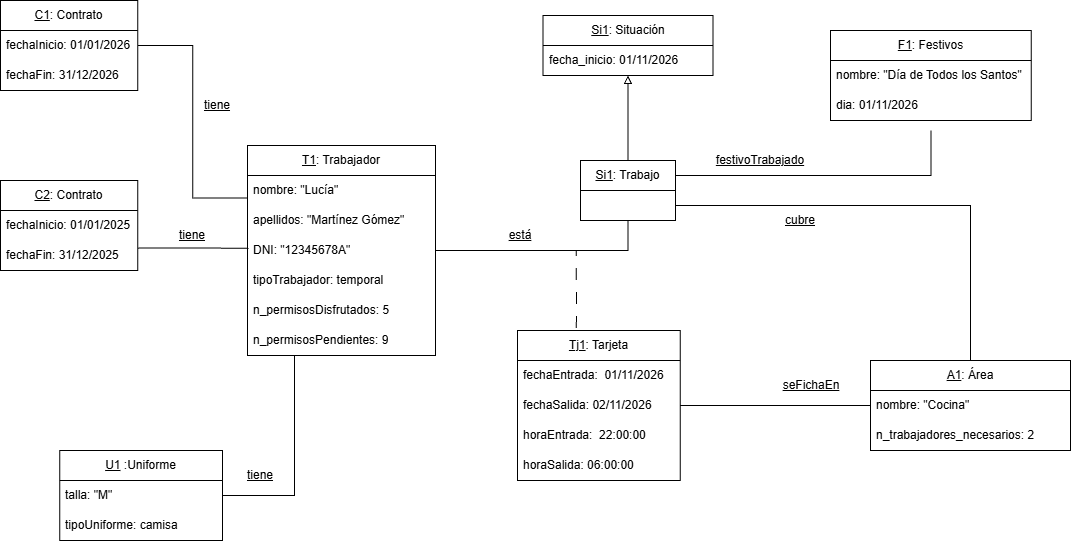 C1: Contrato
fechaInicio: 01/01/2026
fechaFin: 31/12/2026
tiene
Si1: Situación
fecha_inicio: 01/11/2026
F1: Festivos
nombre: "Día de Todos los Santos"
dia: 01/11/2026
festivoTrabajado
Si1: Trabajo
cubre
C2: Contrato
fechaInicio: 01/01/2025
fechaFin: 31/12/2025
tiene
T1: Trabajador
nombre: "Lucía"
apellidos: "Martínez Gómez"
DNI: "12345678A"
tipoTrabajador: temporal
n_permisosDisfrutados: 5
n_permisosPendientes: 9
está
Tj1: Tarjeta
fechaEntrada: 01/11/2026
fechaSalida: 02/11/2026
horaEntrada: 22:00:00
horaSalida: 06:00:00
seFichaEn
A1: Área
nombre: "Cocina"
n_trabajadores_necesarios: 2
U1 :Uniforme
talla: "M"
tipoUniforme: camisa
tiene